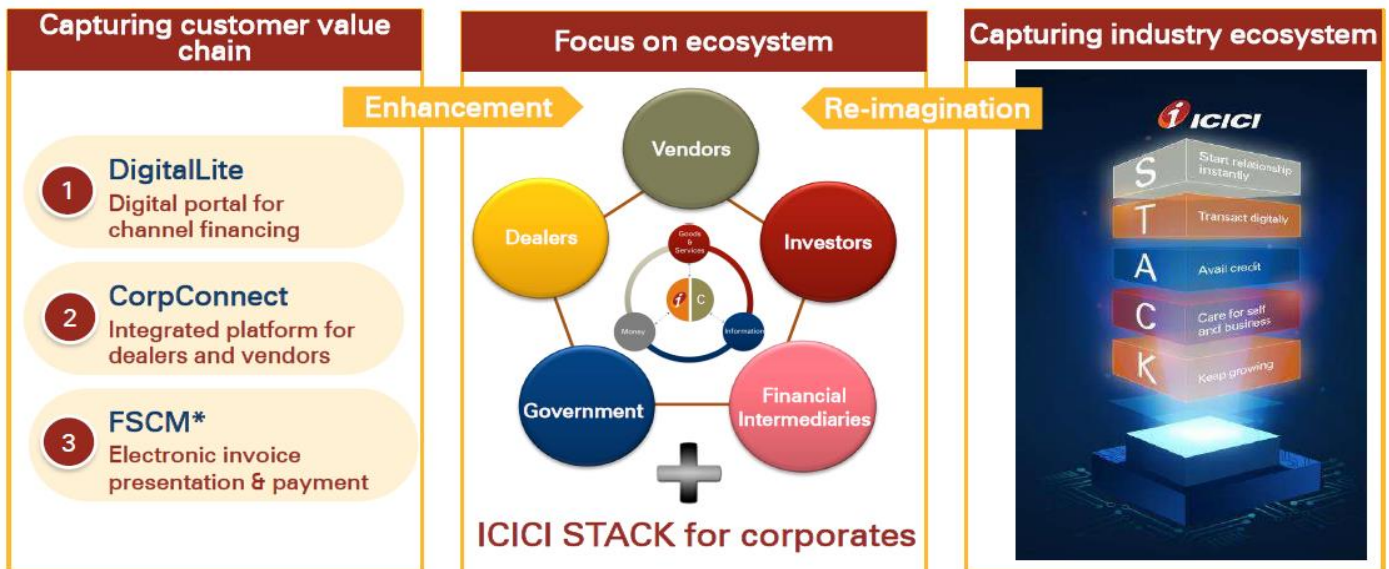 Capturing customer value
chain
Enhancement
1
DigitalLite
Digital portal for
channel financing
2
CorpConnect
Integrated platform for
dealers and vendors
3
FSCM*
Electronic invoice
presentation & payment
Focus on ecosystem
Vendors
Dealers
Investors
Goods
&
Services
i
C
Money
Information
Government
Financial
Intermediaries
ICICI STACK for corporates
Capturing industry ecosystem
Re-imagination
i ICICI
S
Start relationship
instantly
T
Transact digitally
A
Avail credit
C
Care for self
and business
K
Keep growing